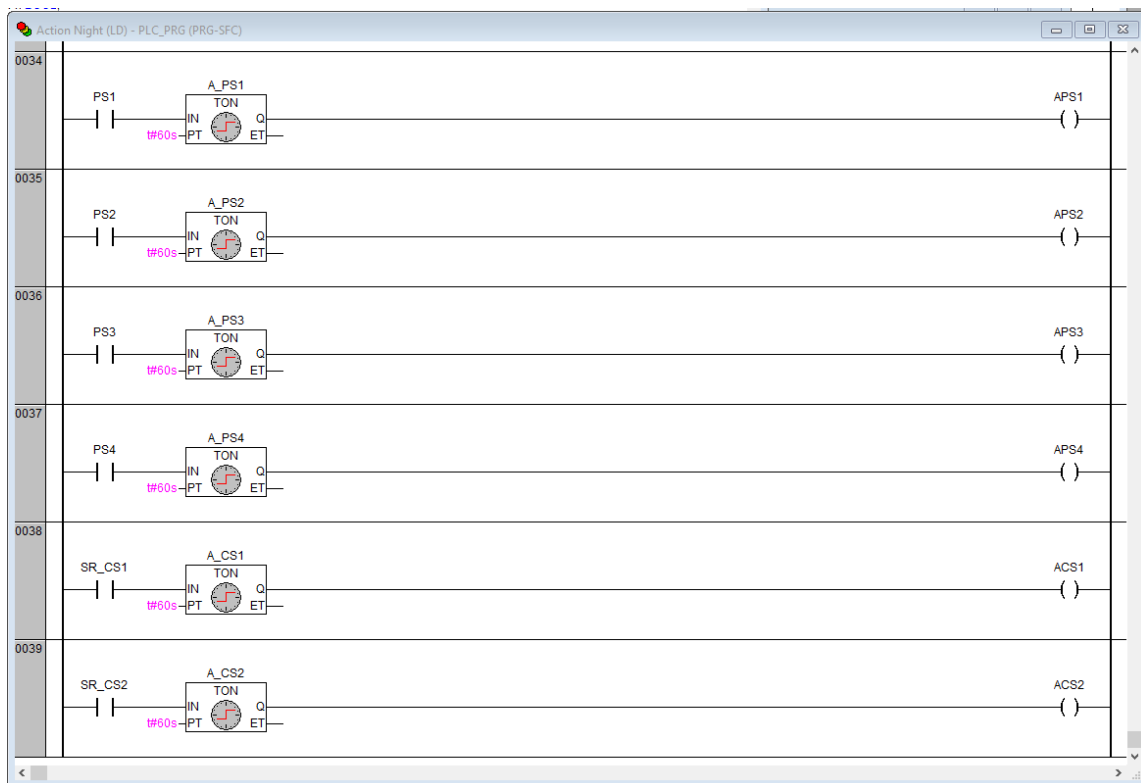 Action Night (LD) - PLC_PRG (PRG-SFC)
0034
A_PS1
PS1 TON APS1
IN Q
t#60s PT ET
0035
A_PS2
PS2 TON APS2
IN Q
t#60s PT ET
0036
A_PS3
PS3 TON APS3
IN Q
t#60s PT ET
0037
A_PS4
PS4 TON APS4
IN Q
t#60s PT ET
0038
A_CS1
SR_CS1 TON ACS1
IN Q
t#60s PT ET
0039
A_CS2
SR_CS2 TON ACS2
IN Q
t#60s PT ET